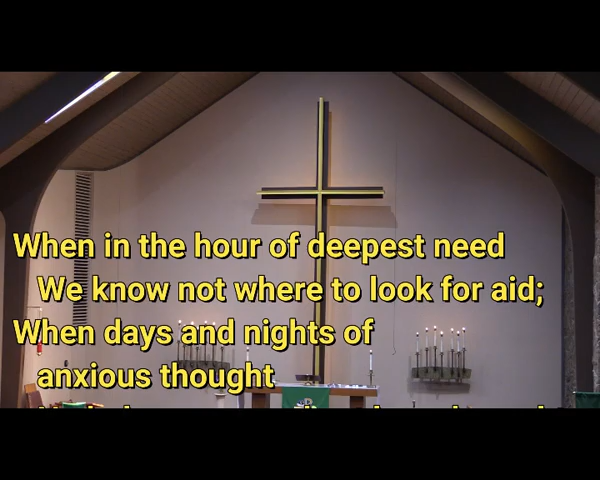 When in the hour of deepest need
We know not where to look for aid;
When days and nights of
anxious thought